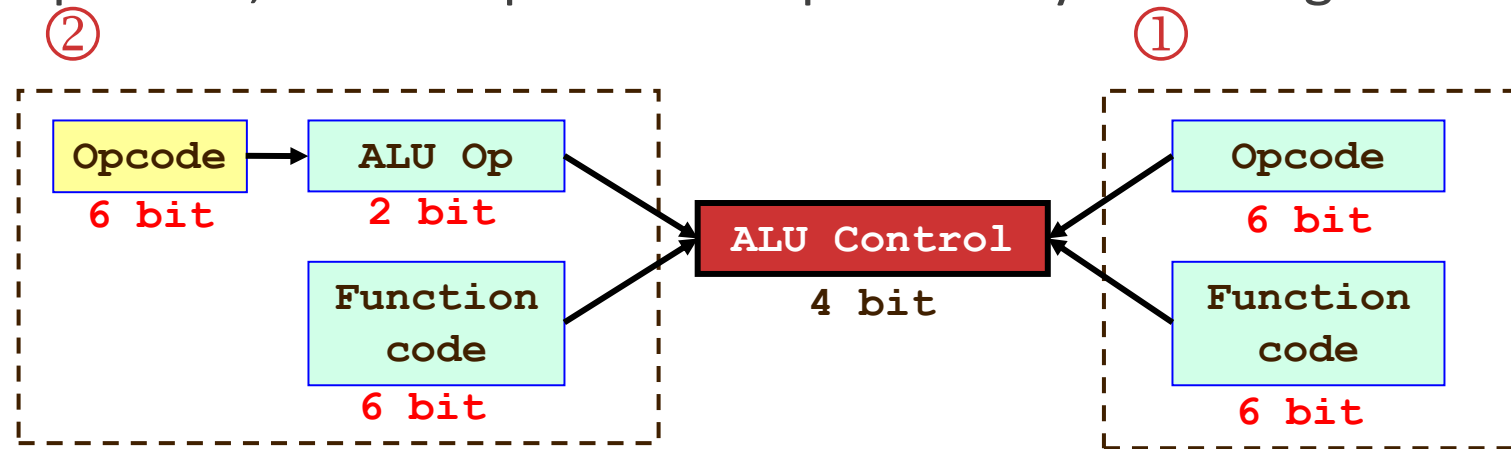 ②
①
Opcode
6 bit
ALU Op
2 bit
Function
code
6 bit
ALU Control
4 bit
Opcode
6 bit
Function
code
6 bit